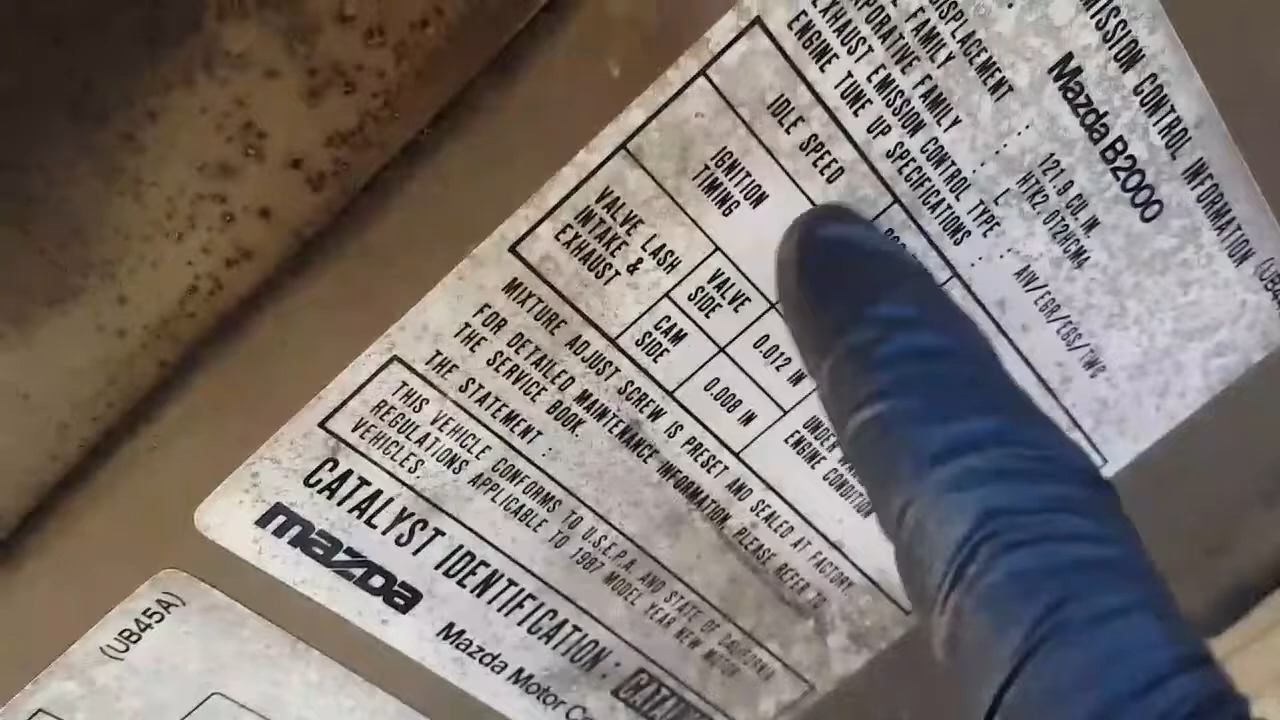 MISSION CONTROL INFORMATION
Mazda B2000
DISPLACEMENT : 121.9 CU. IN.
FAMILY : HTK2.0T2HCM4
FAMILY : L
EXHAUST EMISSION CONTROL TYPE : AIV/EGR/EGS/TWC
ENGINE TUNE UP SPECIFICATIONS :
IDLE SPEED
IGNITION
TIMING
VALVE LASH
INTAKE &
EXHAUST
VALVE
SIDE
0.012 IN
CAM
SIDE
0.008 IN
ENGINE CONDITION
MIXTURE ADJUST SCREW IS PRESET AND SEALED AT FACTORY.
FOR DETAILED MAINTENANCE INFORMATION, PLEASE REFER TO
THE SERVICE BOOK.
THE STATEMENT :
THIS VEHICLE CONFORMS TO U.S.E.P.A. AND STATE OF CALIFORNIA
REGULATIONS APPLICABLE TO 1987 MODEL YEAR NEW MOTOR
VEHICLES.
CATALYST IDENTIFICATION :
mazda
Mazda Motor
(UB45A)